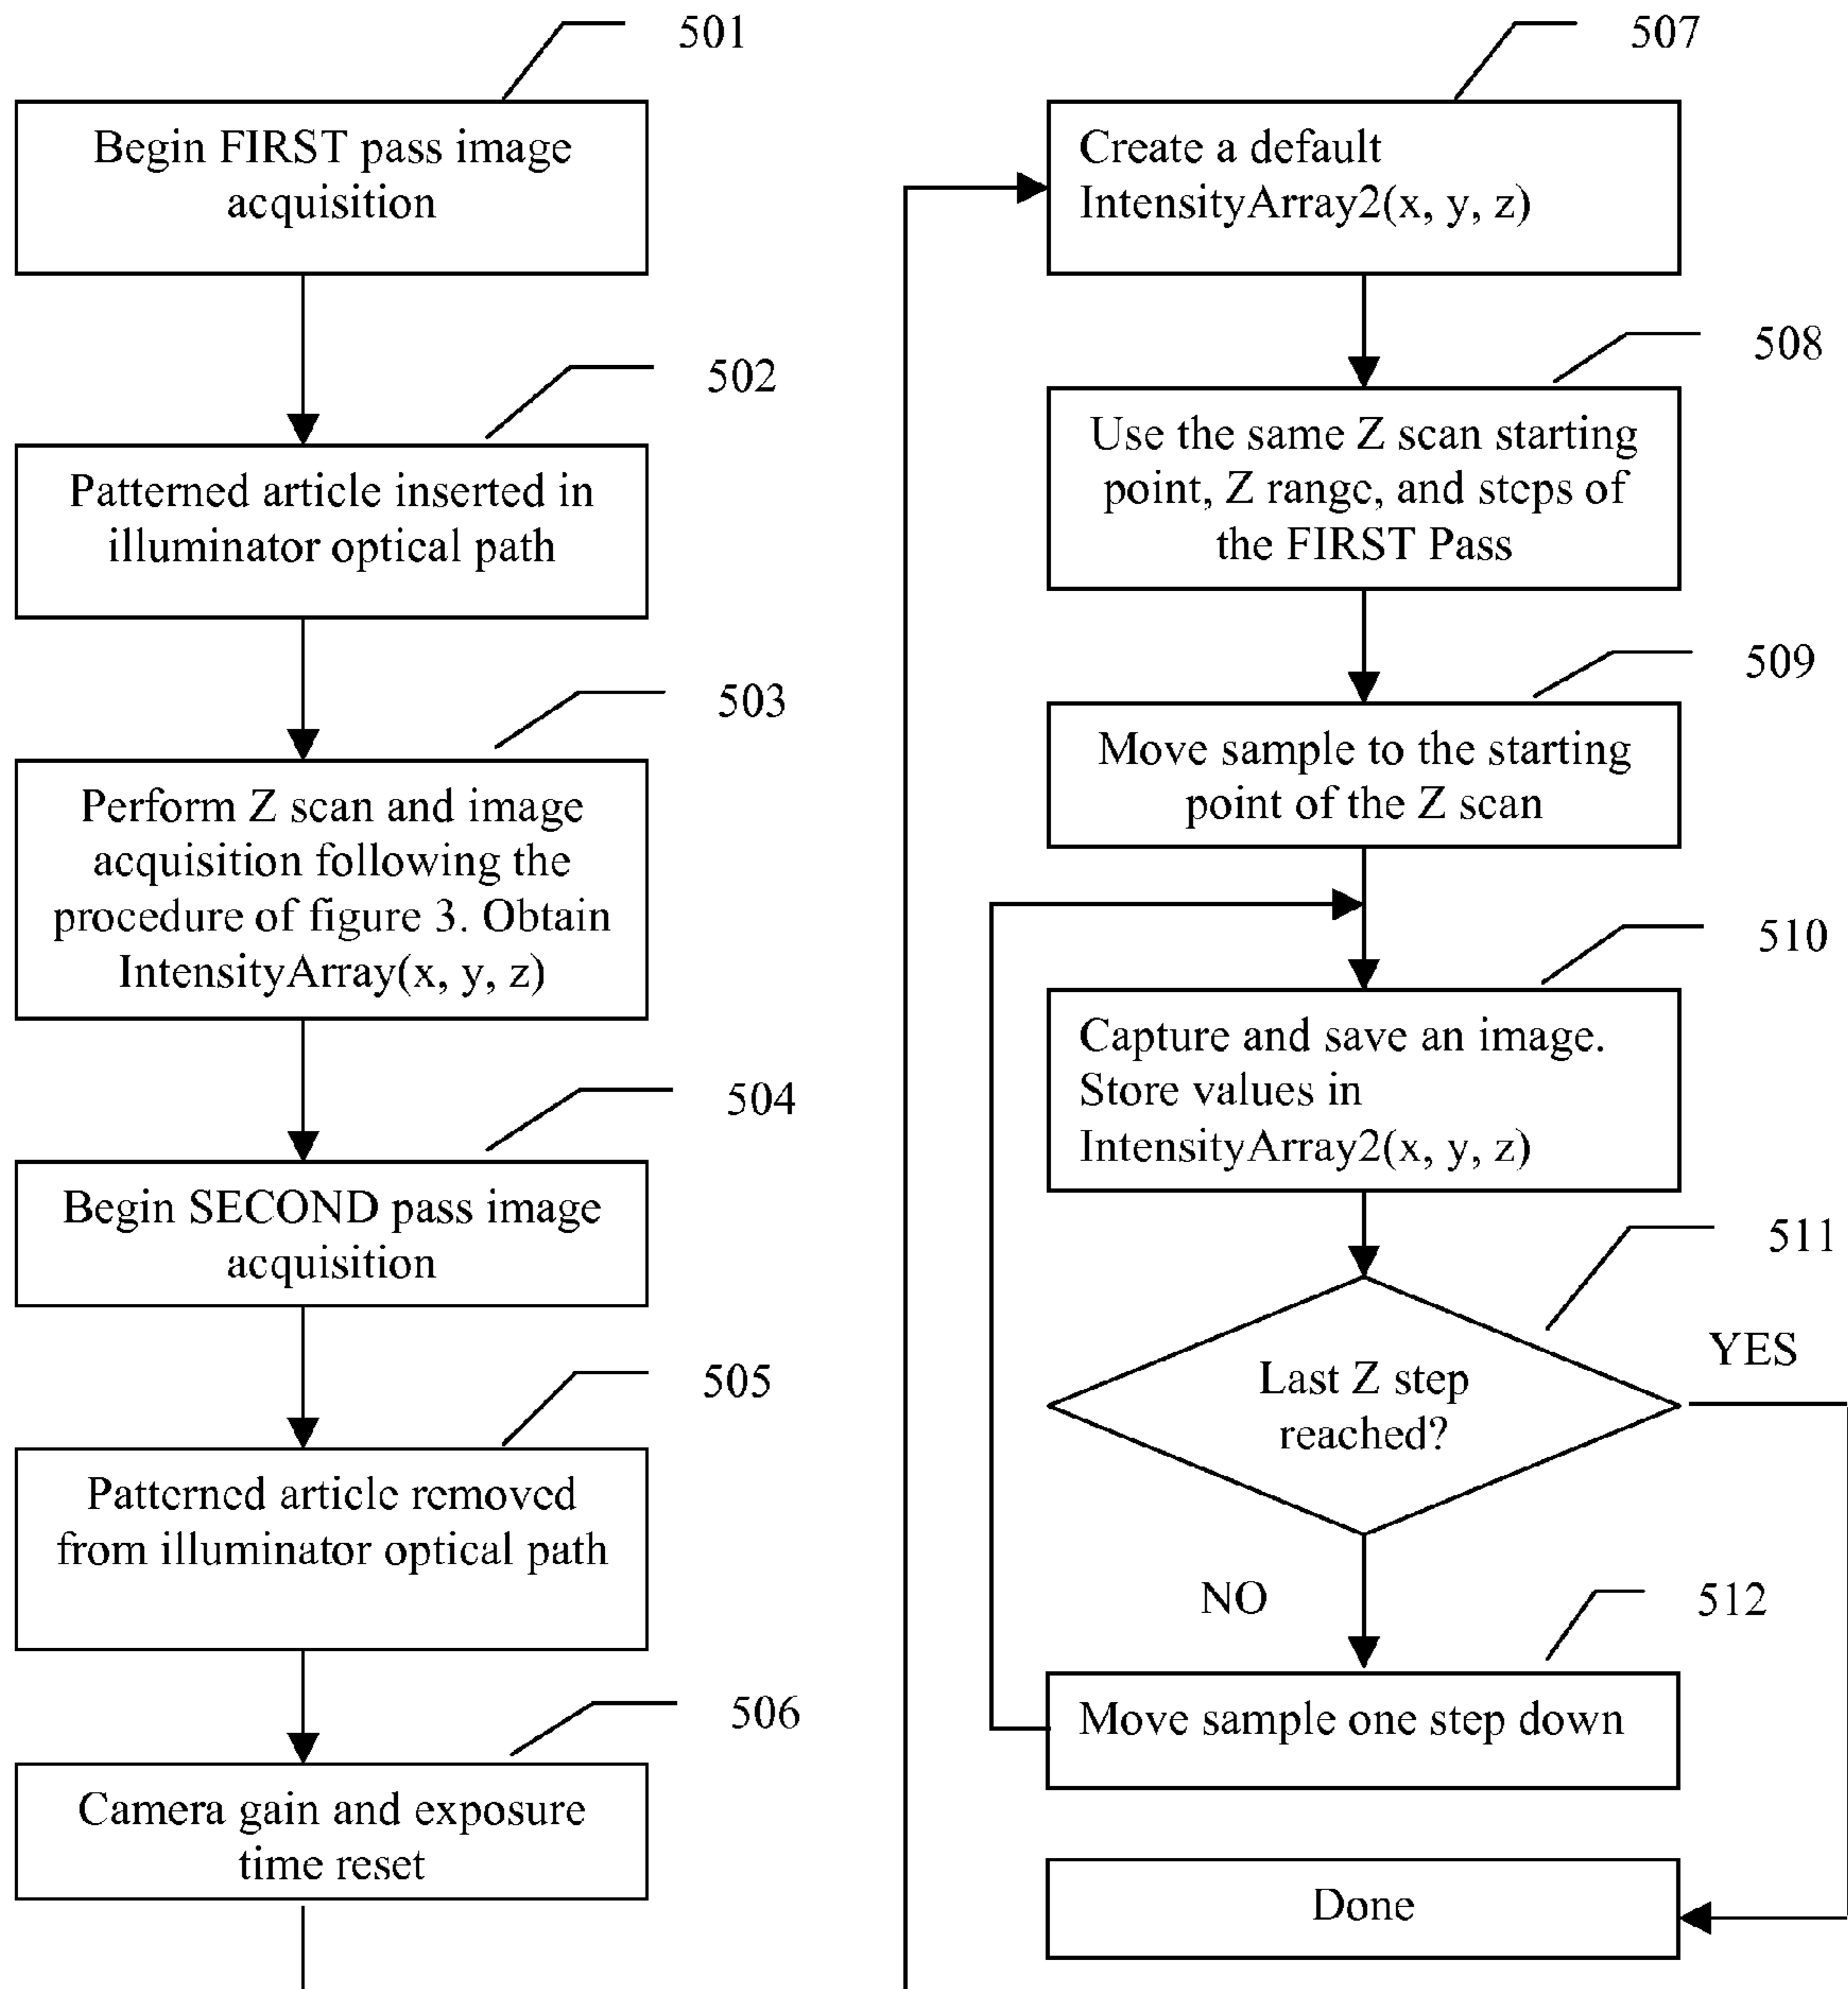 501
Begin FIRST pass image
acquisition
502
Patterned article inserted in
illuminator optical path
503
Perform Z scan and image
acquisition following the
procedure of figure 3. Obtain
IntensityArray(x, y, z)
504
Begin SECOND pass image
acquisition
505
Patterned article removed
from illuminator optical path
506
Camera gain and exposure
time reset
507
Create a default
IntensityArray2(x, y, z)
508
Use the same Z scan starting
point, Z range, and steps of
the FIRST Pass
509
Move sample to the starting
point of the Z scan
510
Capture and save an image.
Store values in
IntensityArray2(x, y, z)
511
Last Z step
reached?
YES
NO
512
Move sample one step down
Done